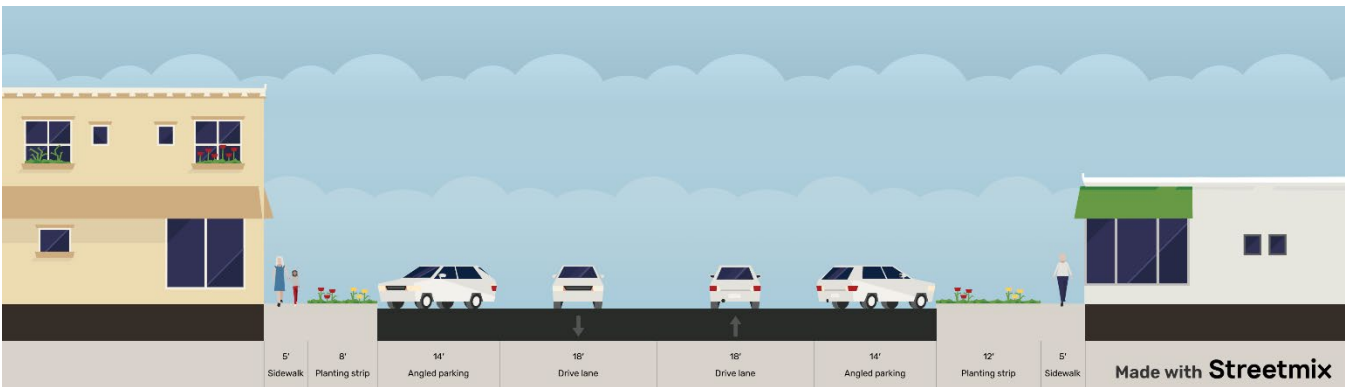 5'
Sidewalk
8'
Planting strip
14'
Angled parking
18'
Drive lane
18'
Drive lane
14'
Angled parking
12'
Planting strip
5'
Sidewalk
Made with Streetmix